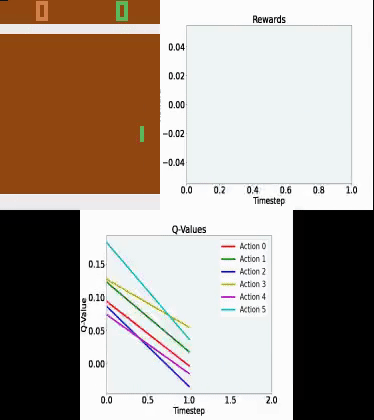 0 0
Rewards
0.04
0.02
0.00
−0.02
−0.04
0.0 0.2 0.4 0.6 0.8 1.0
Timestep
Q-Values
Q-Value
0.15
0.10
0.05
0.00
Action 0
Action 1
Action 2
Action 3
Action 4
Action 5
0.0 0.5 1.0 1.5 2.0
Timestep